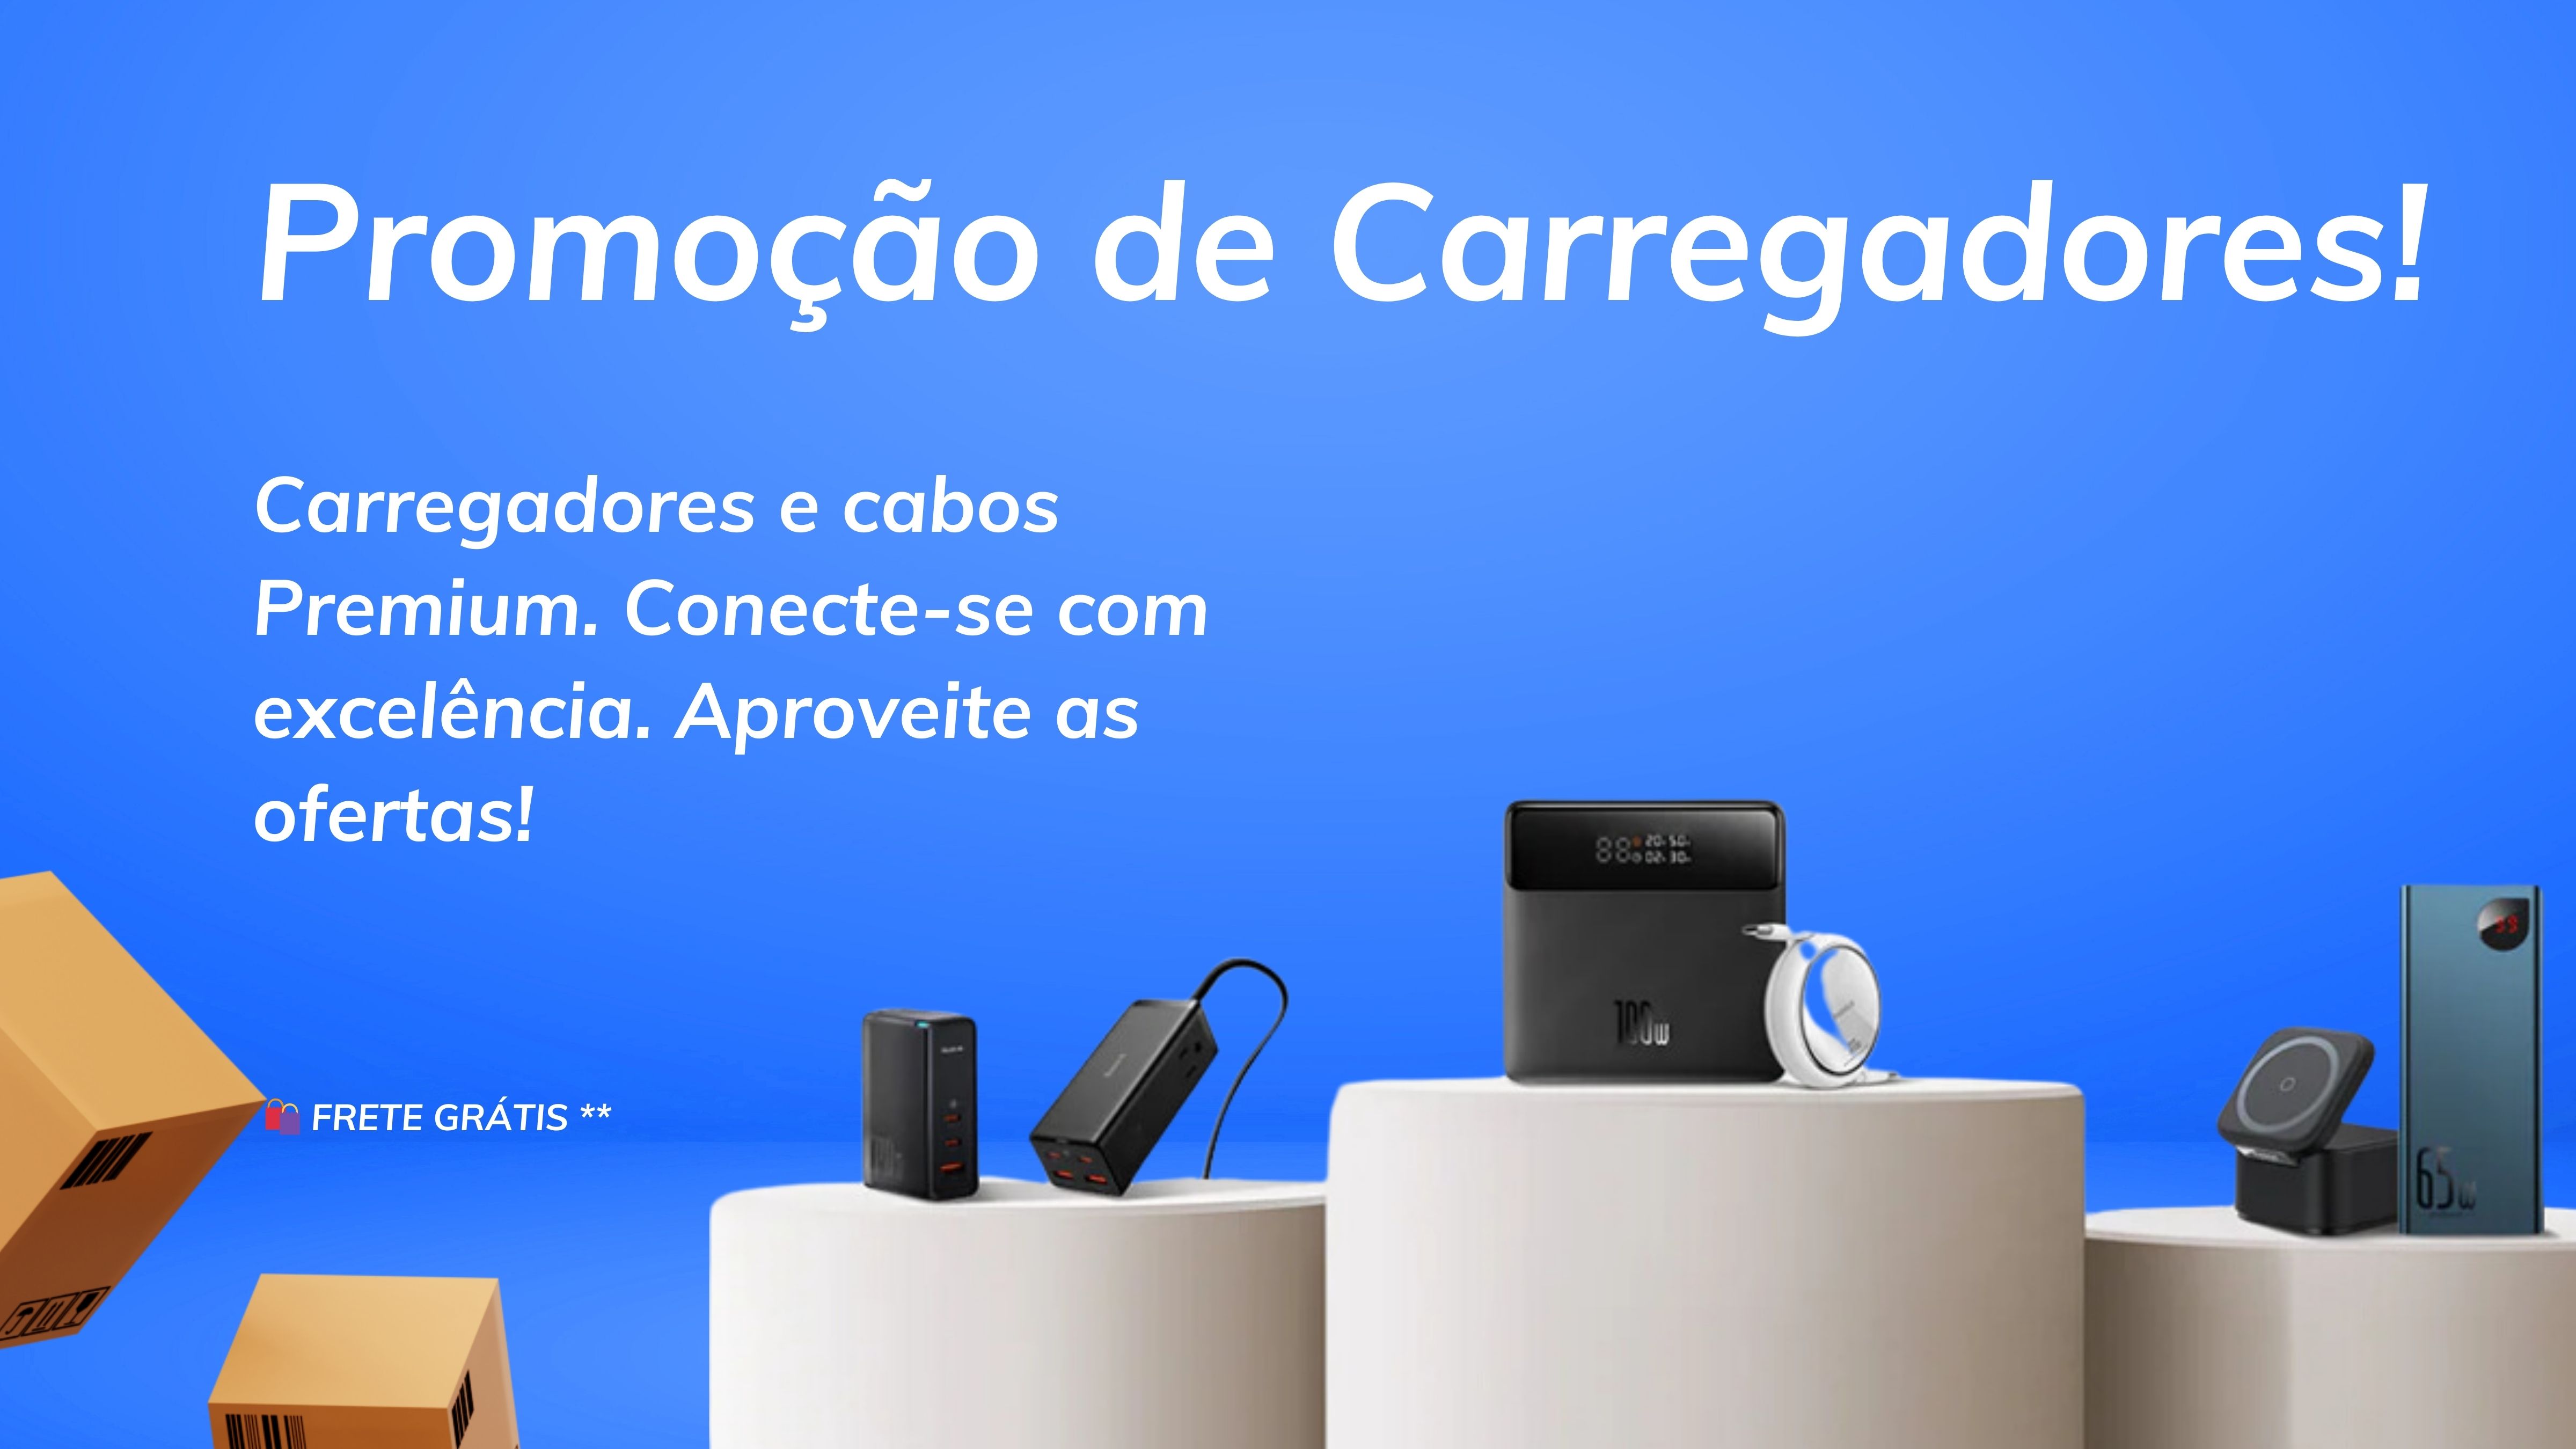 Promoção de Carregadores!
Carregadores e cabos
Premium. Conecte-se com
excelência. Aproveite as
ofertas!
FRETE GRÁTIS **
100w
65w